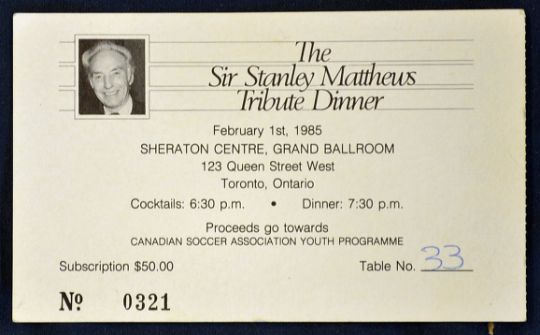 The
Sir Stanley Matthews
Tribute Dinner
February 1st, 1985
SHERATON CENTRE, GRAND BALLROOM
123 Queen Street West
Toronto, Ontario
Cocktails: 6:30 p.m. • Dinner: 7:30 p.m.
Proceeds go towards
CANADIAN SOCCER ASSOCIATION YOUTH PROGRAMME
Subscription $50.00 Table No. 33
Nº 0321